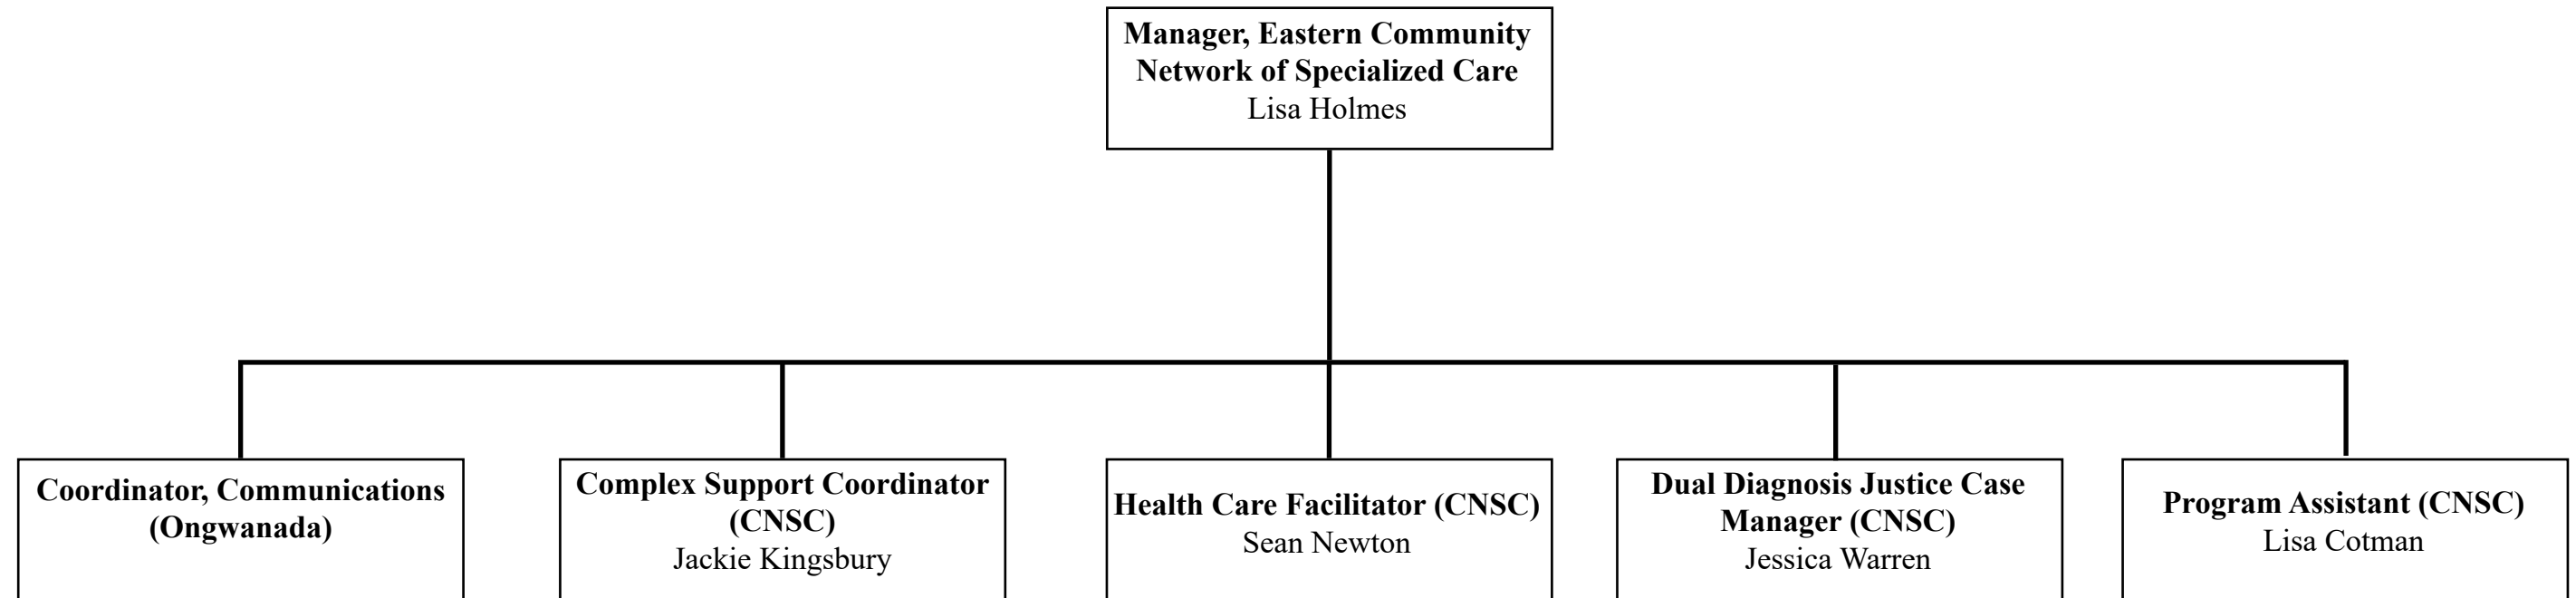 Manager, Eastern Community
Network of Specialized Care
Lisa Holmes
Coordinator, Communications
(Ongwanada)
Complex Support Coordinator
(CNSC)
Jackie Kingsbury
Health Care Facilitator (CNSC)
Sean Newton
Dual Diagnosis Justice Case
Manager (CNSC)
Jessica Warren
Program Assistant (CNSC)
Lisa Cotman